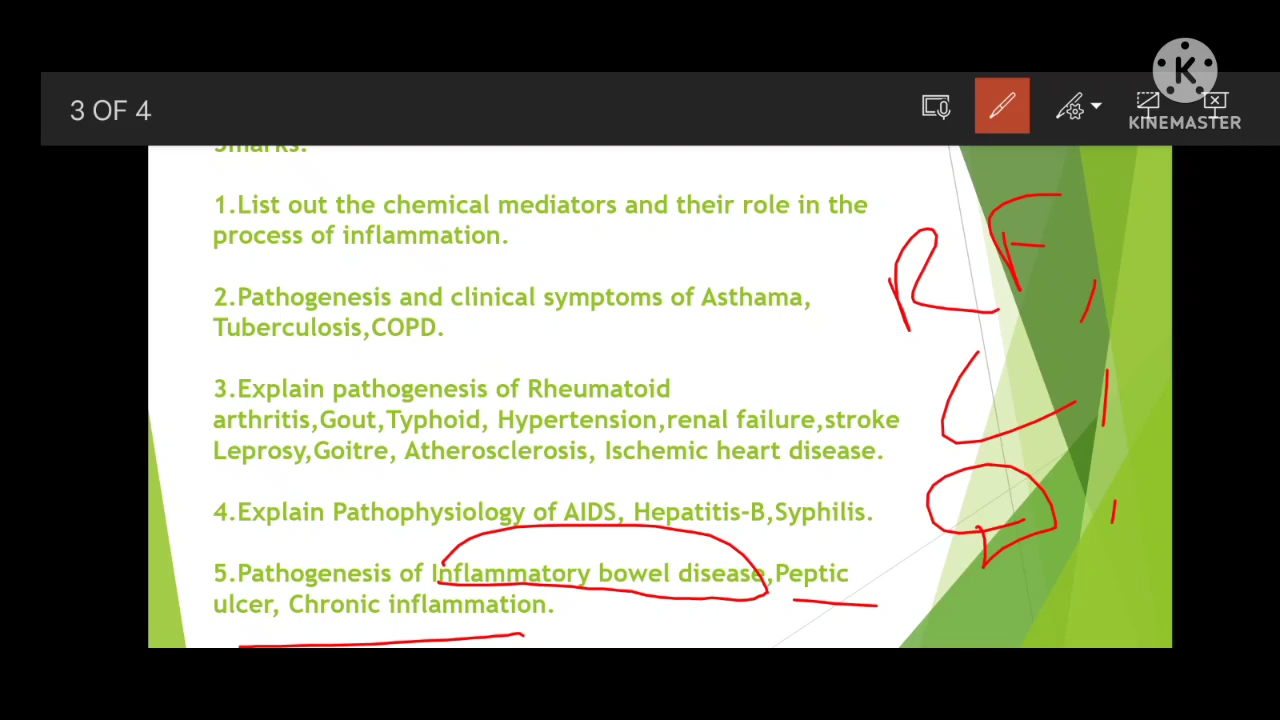 3 OF 4
KINEMASTER
5marks.
1.List out the chemical mediators and their role in the
process of inflammation.
2.Pathogenesis and clinical symptoms of Asthama,
Tuberculosis,COPD.
3.Explain pathogenesis of Rheumatoid
arthritis,Gout,Typhoid, Hypertension,renal failure,stroke
Leprosy,Goitre, Atherosclerosis, Ischemic heart disease.
4.Explain Pathophysiology of AIDS, Hepatitis-B,Syphilis.
5.Pathogenesis of Inflammatory bowel disease,Peptic
ulcer, Chronic inflammation.